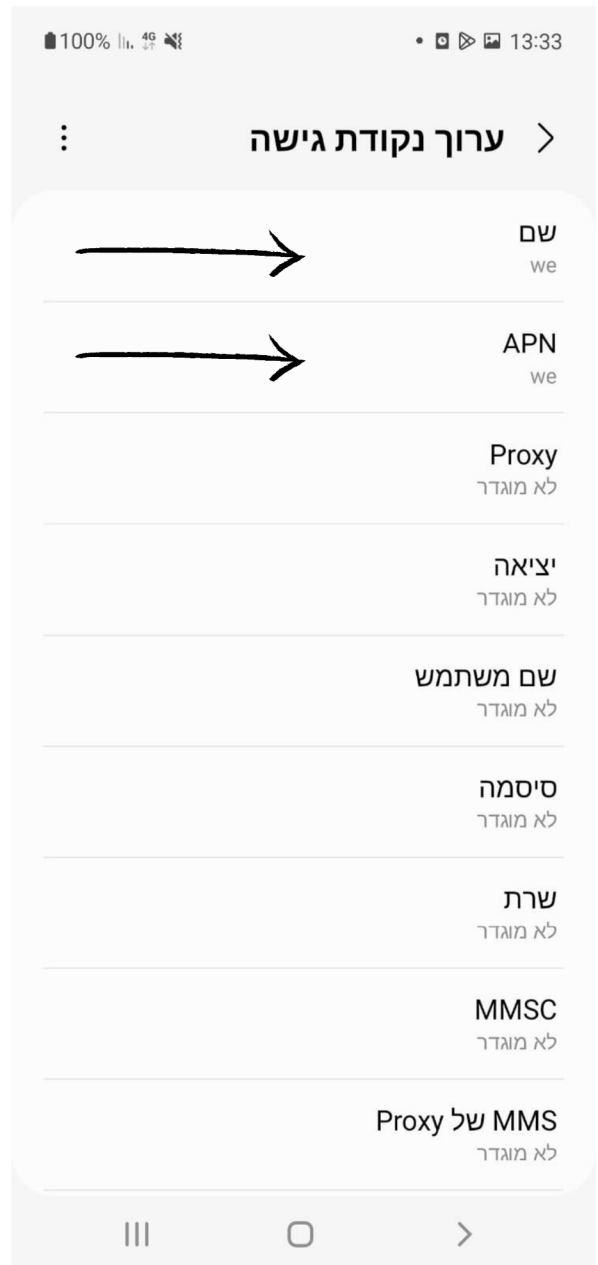 100% 4G 13:33
ערוך נקודת גישה
שם
we
APN
we
Proxy
לא מוגדר
יציאה
לא מוגדר
שם משתמש
לא מוגדר
סיסמה
לא מוגדר
שרת
לא מוגדר
MMSC
לא מוגדר
Proxy של MMS
לא מוגדר